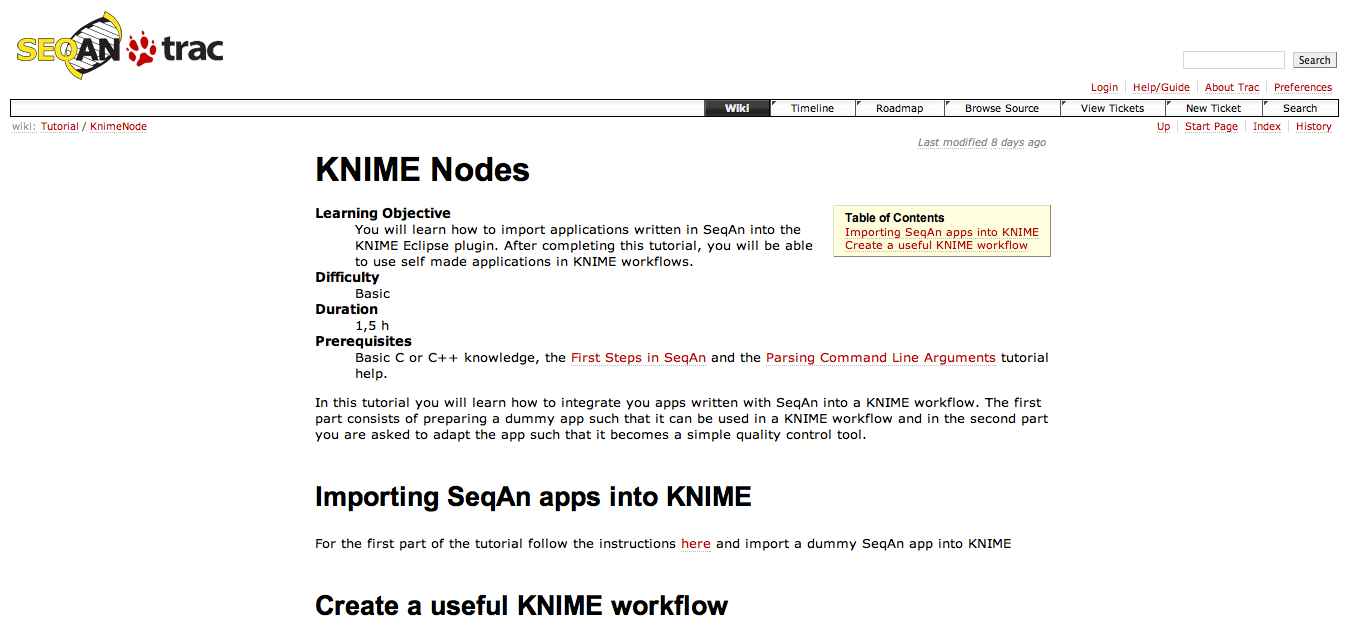 SEQAN trac
Search
Login Help/Guide About Trac Preferences
Wiki Timeline Roadmap Browse Source View Tickets New Ticket Search
wiki: Tutorial / KnimeNode
Up Start Page Index History
Last modified 8 days ago
KNIME Nodes
Learning Objective
You will learn how to import applications written in SeqAn into the
KNIME Eclipse plugin. After completing this tutorial, you will be able
to use self made applications in KNIME workflows.
Table of Contents
Importing SeqAn apps into KNIME
Create a useful KNIME workflow
Difficulty
Basic
Duration
1,5 h
Prerequisites
Basic C or C++ knowledge, the First Steps in SeqAn and the Parsing Command Line Arguments tutorial
help.
In this tutorial you will learn how to integrate you apps written with SeqAn into a KNIME workflow. The first
part consists of preparing a dummy app such that it can be used in a KNIME workflow and in the second part
you are asked to adapt the app such that it becomes a simple quality control tool.
Importing SeqAn apps into KNIME
For the first part of the tutorial follow the instructions here and import a dummy SeqAn app into KNIME
Create a useful KNIME workflow